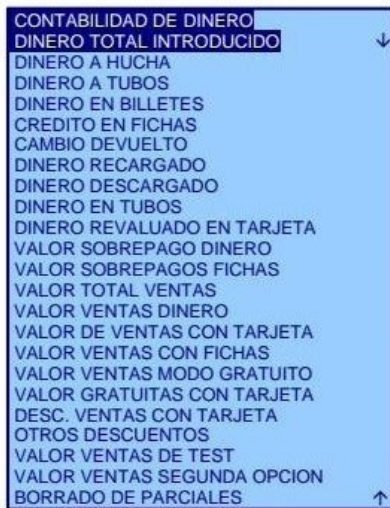 CONTABILIDAD DE DINERO
DINERO TOTAL INTRODUCIDO
DINERO A HUCHA
DINERO A TUBOS
DINERO EN BILLETES
CREDITO EN FICHAS
CAMBIO DEVUELTO
DINERO RECARGADO
DINERO DESCARGADO
DINERO EN TUBOS
DINERO REVALUADO EN TARJETA
VALOR SOBREPAGO DINERO
VALOR SOBREPAGOS FICHAS
VALOR TOTAL VENTAS
VALOR VENTAS DINERO
VALOR DE VENTAS CON TARJETA
VALOR VENTAS CON FICHAS
VALOR VENTAS MODO GRATUITO
VALOR GRATUITAS CON TARJETA
DESC. VENTAS CON TARJETA
OTROS DESCUENTOS
VALOR VENTAS DE TEST
VALOR VENTAS SEGUNDA OPCION
BORRADO DE PARCIALES